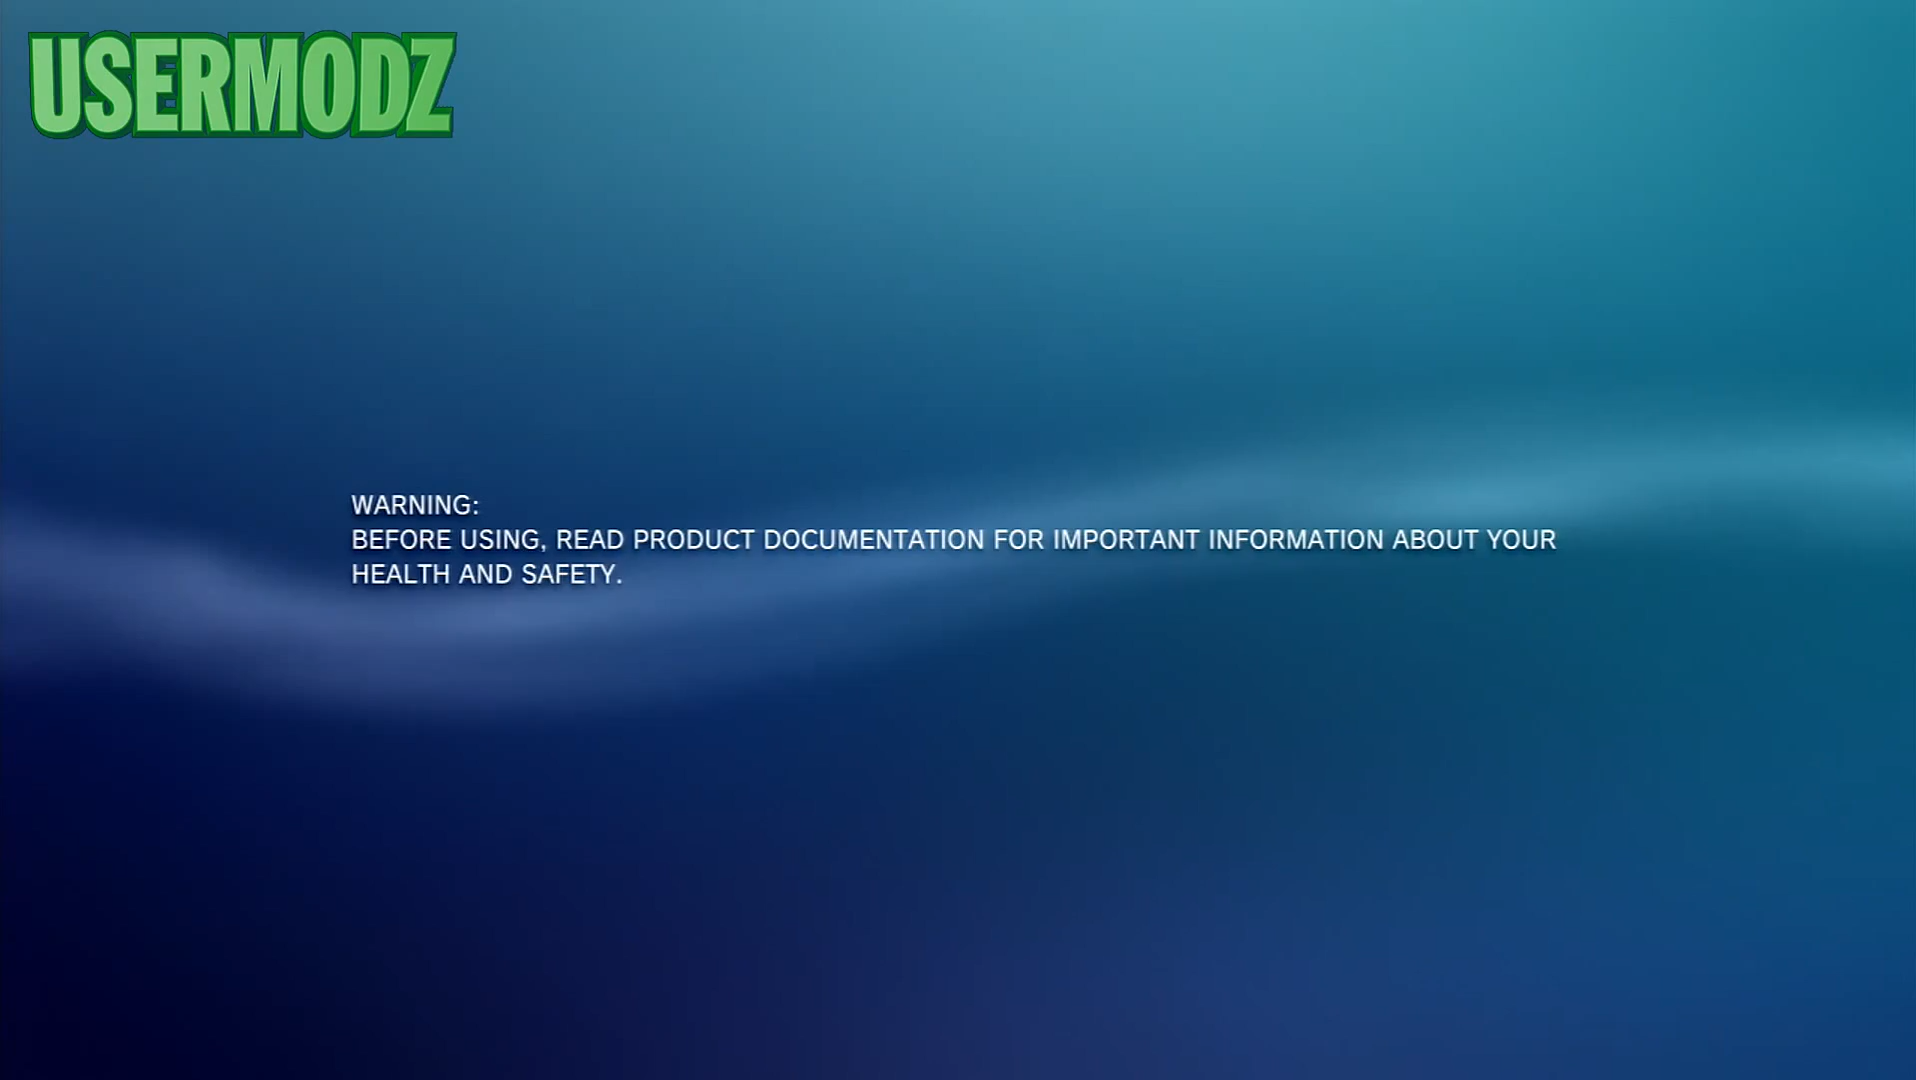 USERMODZ
WARNING:
BEFORE USING, READ PRODUCT DOCUMENTATION FOR IMPORTANT INFORMATION ABOUT YOUR
HEALTH AND SAFETY.